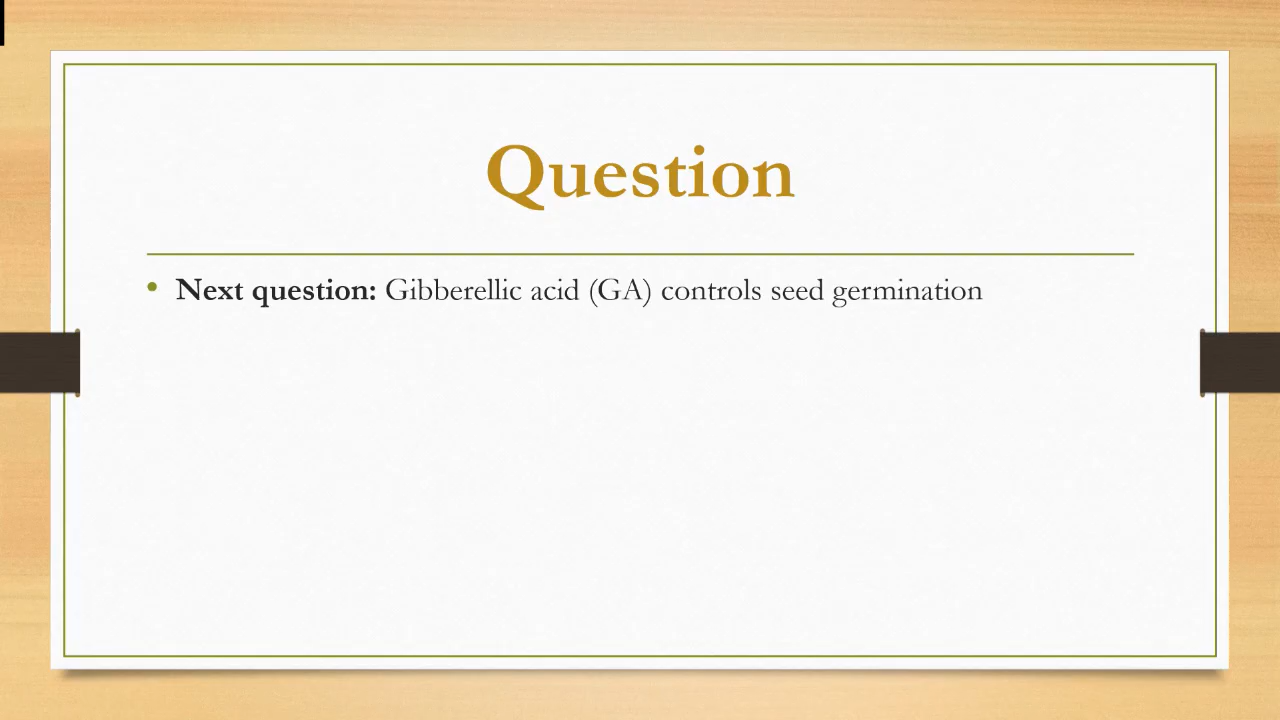 Question
• Next question: Gibberellic acid (GA) controls seed germination